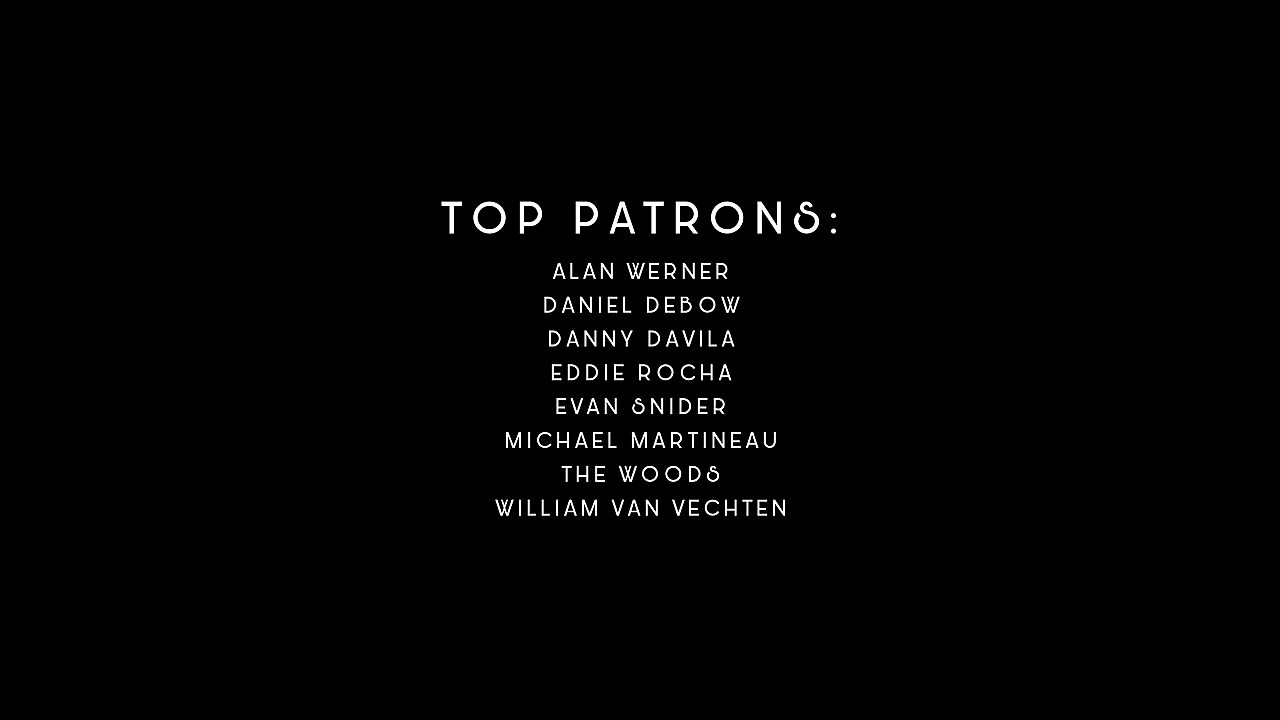 TOP PATRONS:
ALAN WERNER
DANIEL DEBOW
DANNY DAVILA
EDDIE ROCHA
EVAN SNIDER
MICHAEL MARTINEAU
THE WOODS
WILLIAM VAN VECHTEN